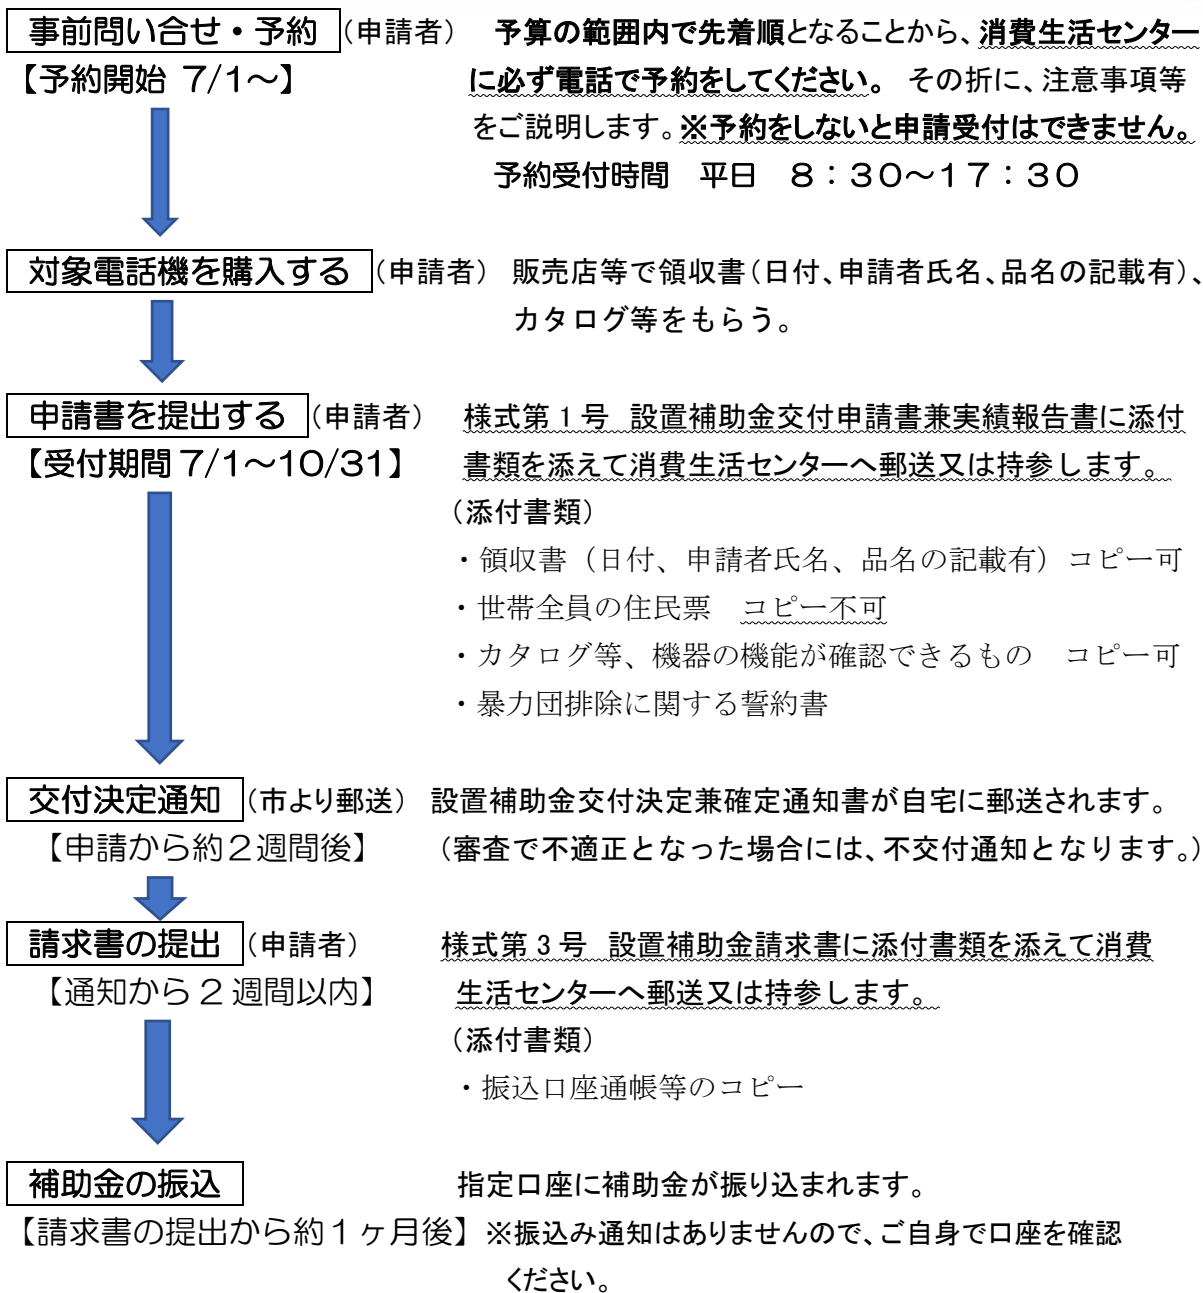 事前問い合せ・予約 （申請者） 予算の範囲内で先着順となることから、消費生活センター
【予約開始 7/1～】 に必ず電話で予約をしてください。 その折に、注意事項等
をご説明します。※予約をしないと申請受付はできません。
予約受付時間 平日 8：30～17：30
対象電話機を購入する （申請者） 販売店等で領収書（日付、申請者氏名、品名の記載有）、
カタログ等をもらう。
申請書を提出する （申請者） 様式第1号 設置補助金交付申請書兼実績報告書に添付
【受付期間 7/1～10/31】 書類を添えて消費生活センターへ郵送又は持参します。
（添付書類）
・領収書（日付、申請者氏名、品名の記載有）コピー可
・世帯全員の住民票 コピー不可
・カタログ等、機器の機能が確認できるもの コピー可
・暴力団排除に関する誓約書
交付決定通知 （市より郵送） 設置補助金交付決定兼確定通知書が自宅に郵送されます。
【申請から約2週間後】 （審査で不適正となった場合には、不交付通知となります。）
請求書の提出 （申請者） 様式第3号 設置補助金請求書に添付書類を添えて消費
【通知から2週間以内】 生活センターへ郵送又は持参します。
（添付書類）
・振込口座通帳等のコピー
補助金の振込 指定口座に補助金が振り込まれます。
【請求書の提出から約1ヶ月後】 ※振込み通知はありませんので、ご自身で口座を確認
ください。